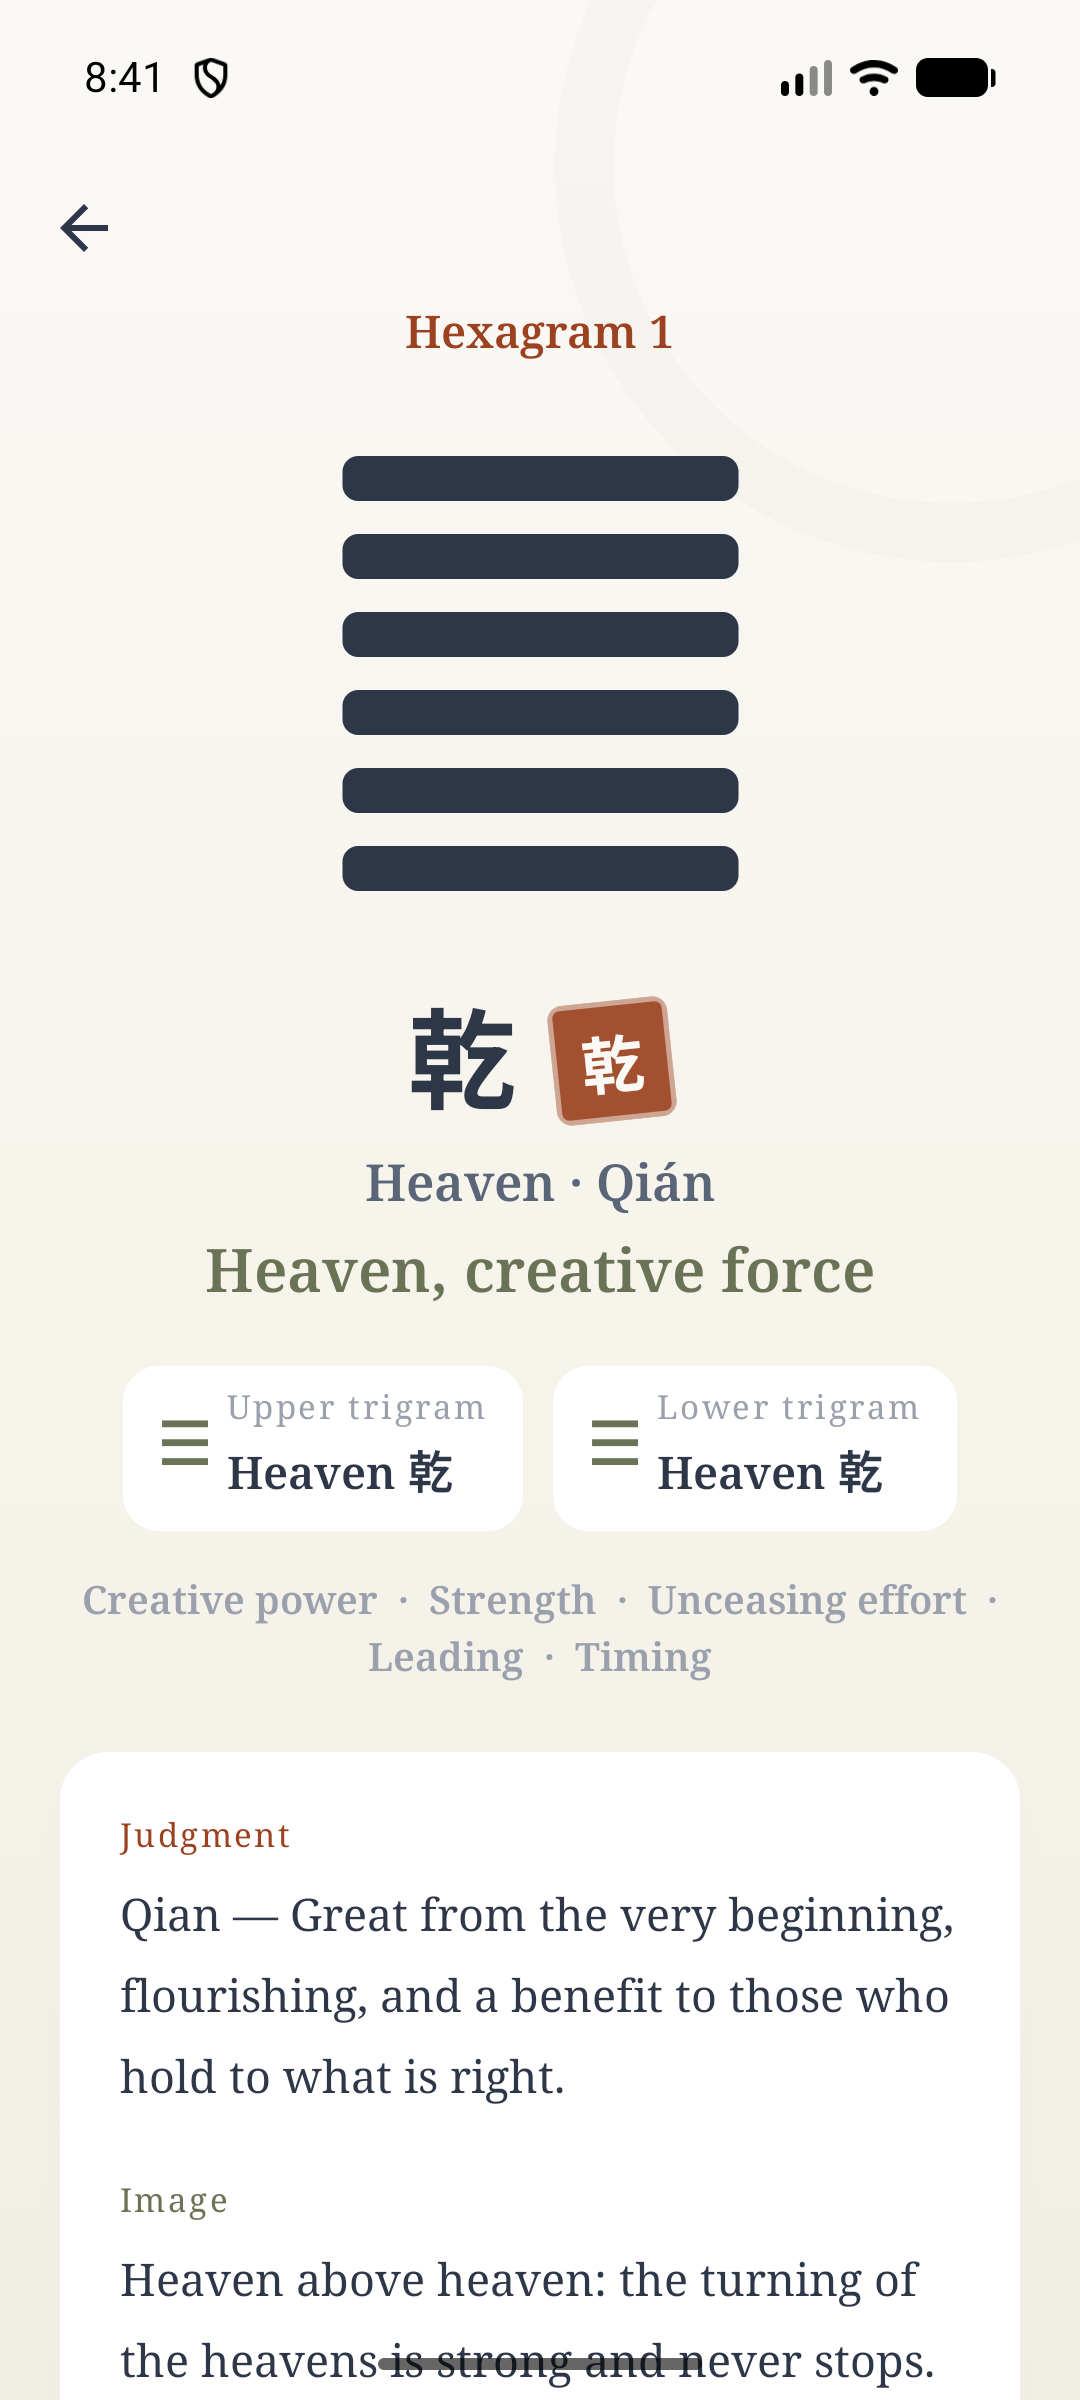 8:41
Hexagram 1
乾 乾
Heaven · Qián
Heaven, creative force
Upper trigram
Heaven 乾
Lower trigram
Heaven 乾
Creative power · Strength · Unceasing effort ·
Leading · Timing
Judgment
Qian — Great from the very beginning,
flourishing, and a benefit to those who
hold to what is right.
Image
Heaven above heaven: the turning of
the heavens is strong and never stops.